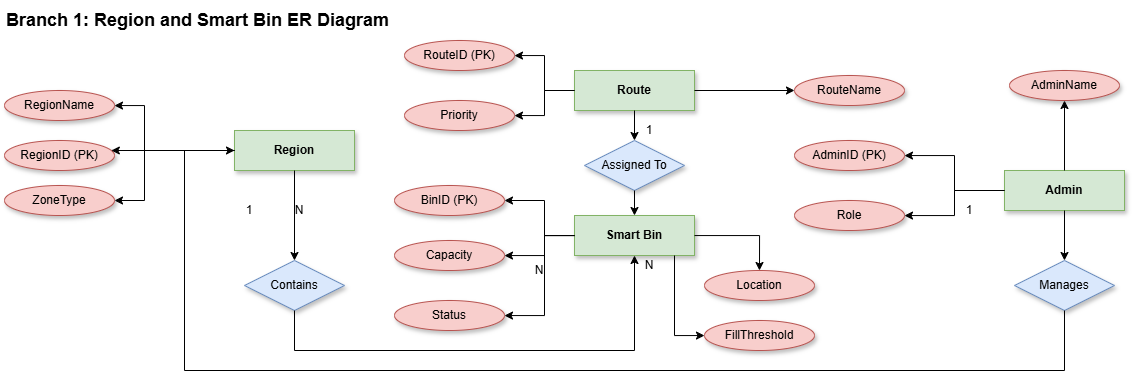 Branch 1: Region and Smart Bin ER Diagram
RouteID (PK)
Route
RouteName
AdminName
RegionName
Priority
1
Region
RegionID (PK)
Assigned To
AdminID (PK)
Admin
ZoneType
BinID (PK)
1
N
Role
1
Smart Bin
Capacity
N
N
Contains
Location
Manages
Status
FillThreshold